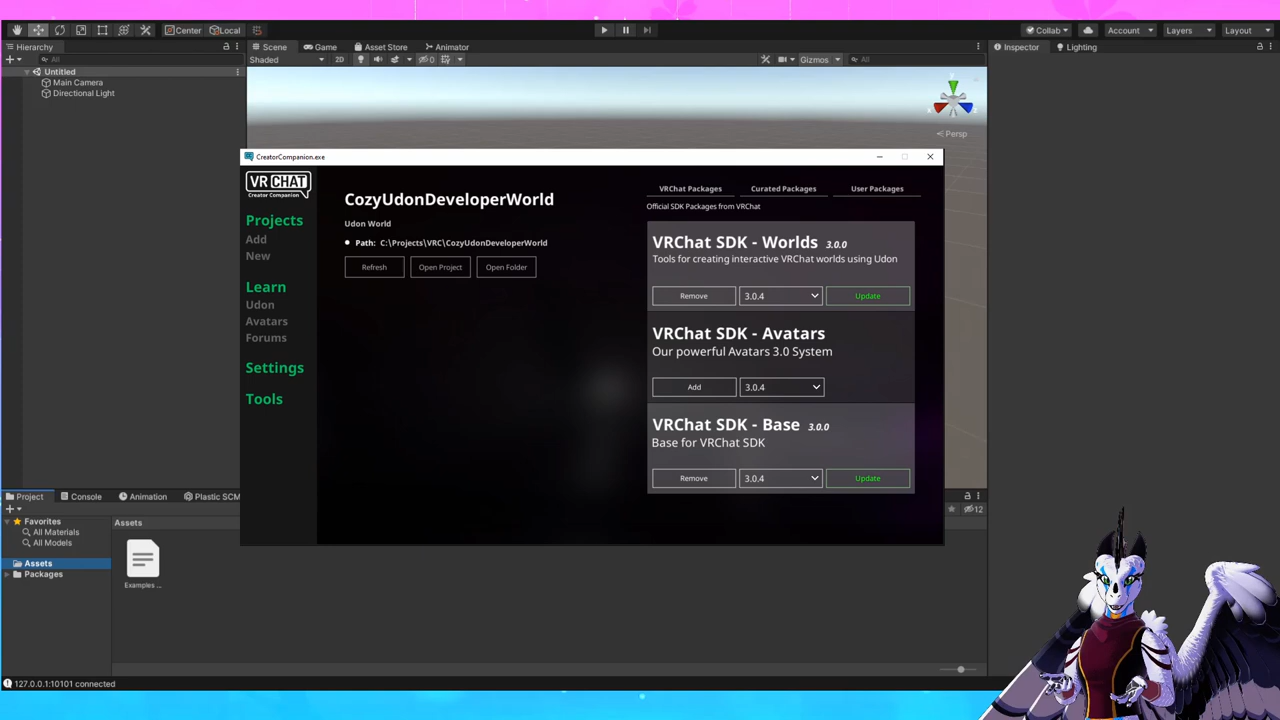 Center
Local
Collab
Account
Layers
Layout
Hierarchy
Scene
Game
Asset Store
Animator
Inspector
Lighting
All
Shaded
2D
0
Gizmos
All
Untitled
Main Camera
Directional Light
Persp
CreatorCompanion.exe
VRCHAT
Creator Companion
Projects
Add
New
Learn
Udon
Avatars
Forums
Settings
Tools
CozyUdonDeveloperWorld
Udon World
Path: C:\Projects\VRC\CozyUdonDeveloperWorld
Refresh
Open Project
Open Folder
VRChat Packages
Curated Packages
User Packages
Official SDK Packages from VRChat
VRChat SDK - Worlds 3.0.0
Tools for creating interactive VRChat worlds using Udon
Remove
3.0.4
Update
VRChat SDK - Avatars
Our powerful Avatars 3.0 System
Add
3.0.4
VRChat SDK - Base 3.0.0
Base for VRChat SDK
Remove
3.0.4
Update
Project
Console
Animation
Plastic SCM
12
Favorites
All Materials
All Models
Assets
Packages
Assets
Examples ...
127.0.0.1:10101 connected